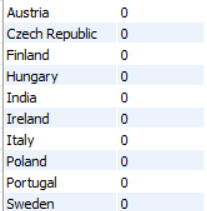 Austria 0
Czech Republic 0
Finland 0
Hungary 0
India 0
Ireland 0
Italy 0
Poland 0
Portugal 0
Sweden 0